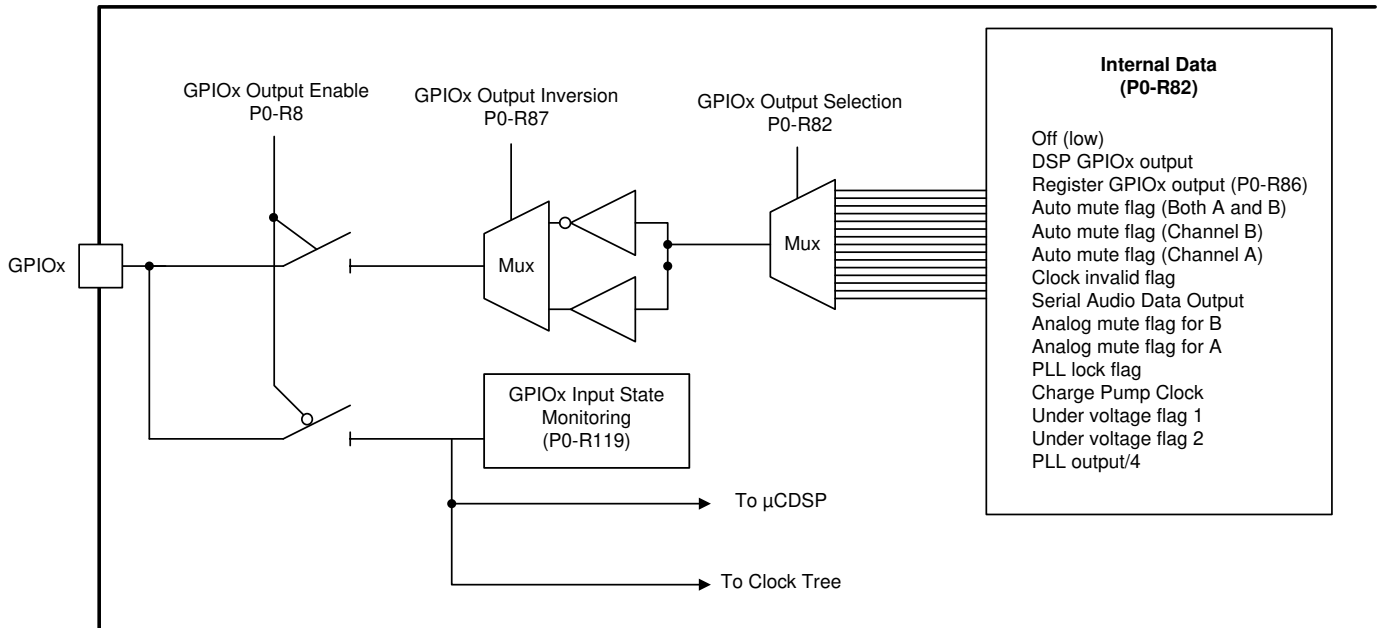 GPIOx Output Enable
P0-R8
GPIOx Output Inversion
P0-R87
GPIOx Output Selection
P0-R82
Internal Data
(P0-R82)
Off (low)
DSP GPIOx output
Register GPIOx output (P0-R86)
Auto mute flag (Both A and B)
Auto mute flag (Channel B)
Auto mute flag (Channel A)
Clock invalid flag
Serial Audio Data Output
Analog mute flag for B
Analog mute flag for A
PLL lock flag
Charge Pump Clock
Under voltage flag 1
Under voltage flag 2
PLL output/4
GPIOx
Mux
Mux
GPIOx Input State
Monitoring
(P0-R119)
To µCDSP
To Clock Tree